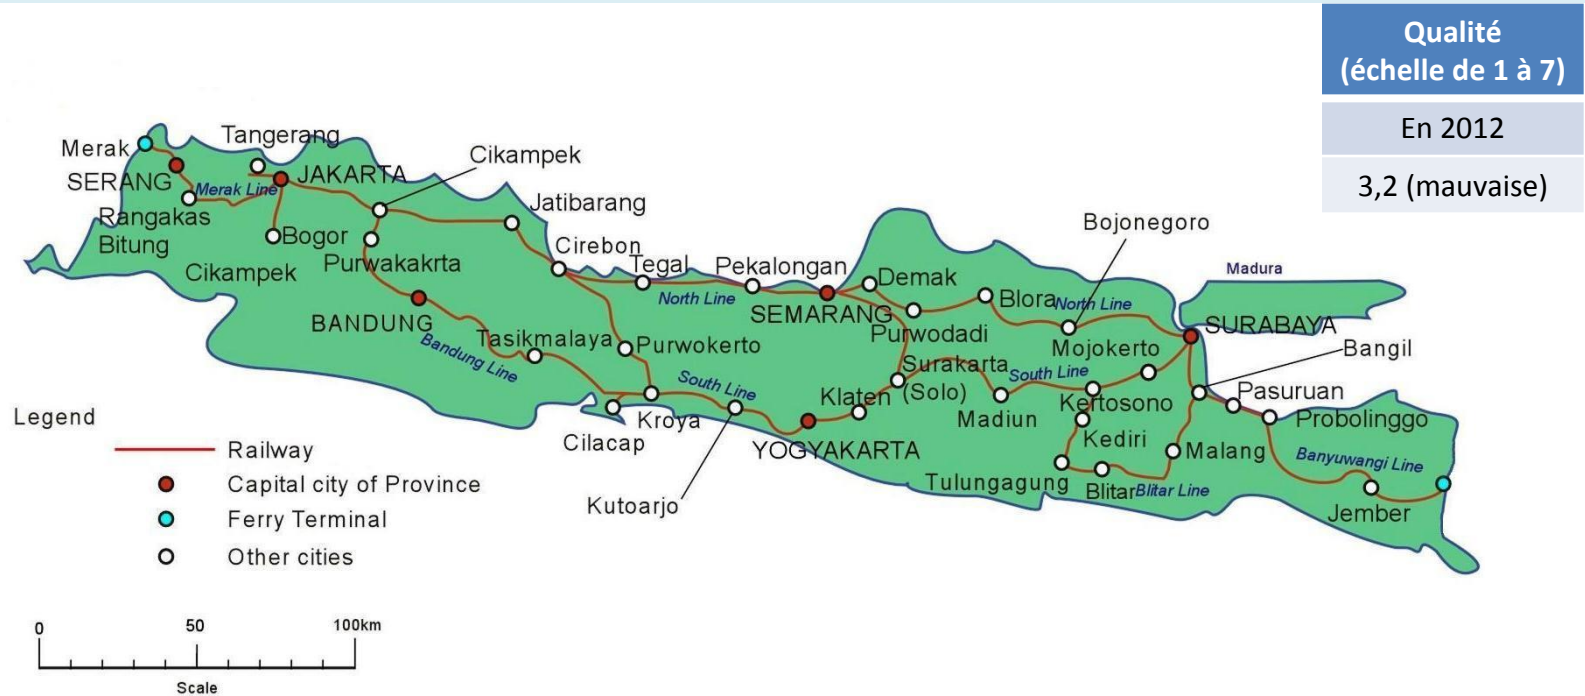 Qualité
(échelle de 1 à 7)
En 2012
3,2 (mauvaise)
Merak
Tangerang
SERANG
Merak Line
JAKARTA
Cikampek
Rangakas
Bitung
Bogor
Cikampek
Purwakakrta
Jatibarang
Cirebon
BANDUNG
Bandung Line
Tasikmalaya
Tegal
North Line
Pekalongan
SEMARANG
Demak
Purwodadi
Blora
North Line
Bojonegoro
Madura
SURABAYA
Purwokerto
South Line
Cilacap
Kroya
Kutoarjo
YOGYAKARTA
Klaten
Surakarta
(Solo)
Madiun
South Line
Mojokerto
Kertosono
Kediri
Tulungagung
Blitar
Blitar Line
Malang
Bangil
Pasuruan
Probolinggo
Banyuwangi Line
Jember
Legend
Railway
Capital city of Province
Ferry Terminal
Other cities
0 50 100km
Scale